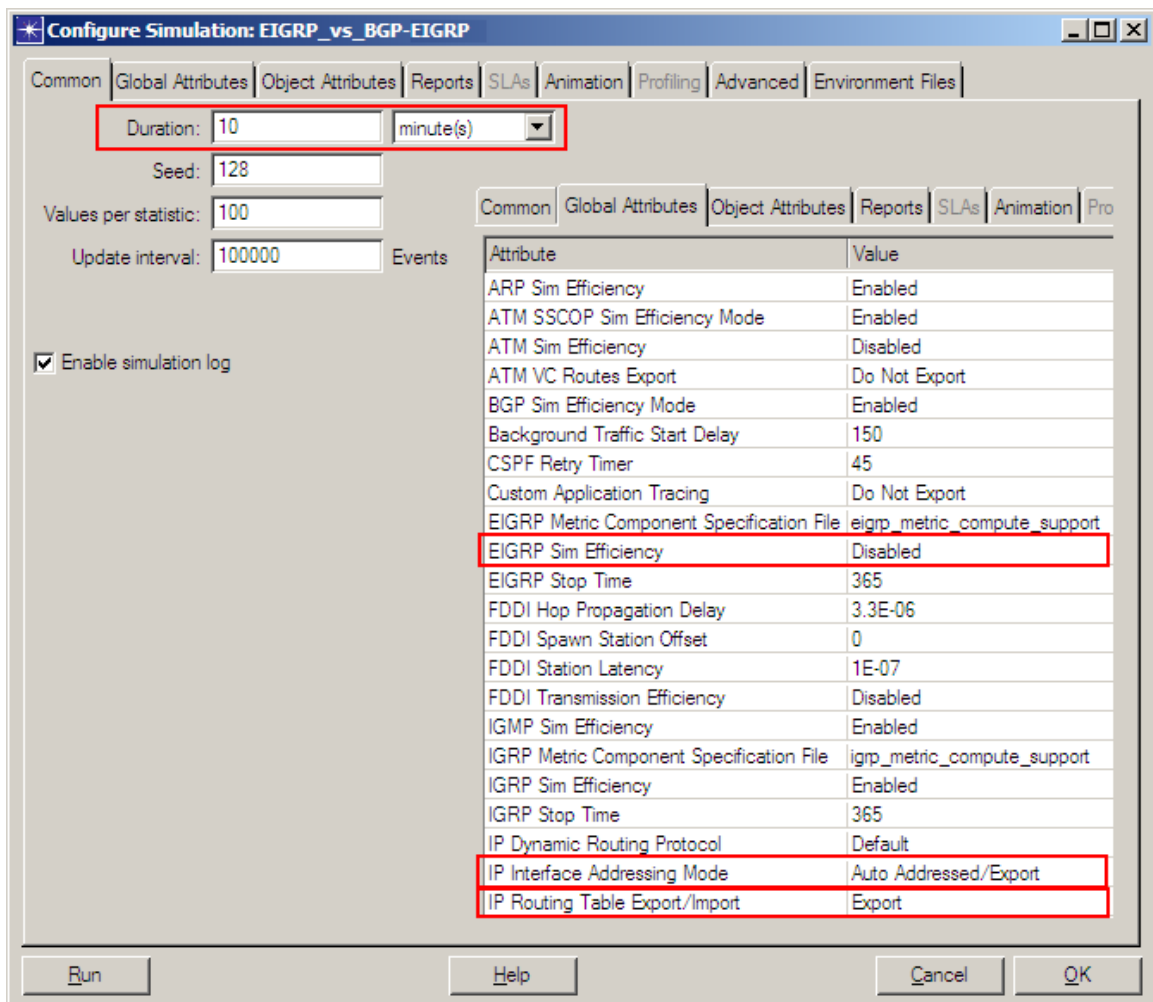 Configure Simulation: EIGRP_vs_BGP-EIGRP
Common Global Attributes Object Attributes Reports SLAs Animation Profiling Advanced Environment Files
Duration: 10 minute(s)
Seed: 128
Values per statistic: 100
Update interval: 100000 Events
Enable simulation log
Common Global Attributes Object Attributes Reports SLAs Animation Pro
Attribute Value
ARP Sim Efficiency Enabled
ATM SSCOP Sim Efficiency Mode Enabled
ATM Sim Efficiency Disabled
ATM VC Routes Export Do Not Export
BGP Sim Efficiency Mode Enabled
Background Traffic Start Delay 150
CSPF Retry Timer 45
Custom Application Tracing Do Not Export
EIGRP Metric Component Specification File eigrp_metric_compute_support
EIGRP Sim Efficiency Disabled
EIGRP Stop Time 365
FDDI Hop Propagation Delay 3.3E-06
FDDI Spawn Station Offset 0
FDDI Station Latency 1E-07
FDDI Transmission Efficiency Disabled
IGMP Sim Efficiency Enabled
IGRP Metric Component Specification File igrp_metric_compute_support
IGRP Sim Efficiency Enabled
IGRP Stop Time 365
IP Dynamic Routing Protocol Default
IP Interface Addressing Mode Auto Addressed/Export
IP Routing Table Export/Import Export
Run Help Cancel OK